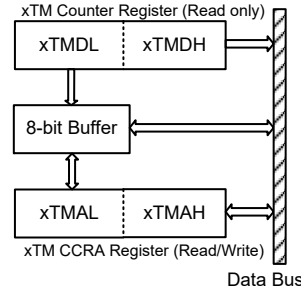 xTM Counter Register (Read only)
xTMDL xTMDH
8-bit Buffer
xTMAL xTMAH
xTM CCRA Register (Read/Write)
Data Bus